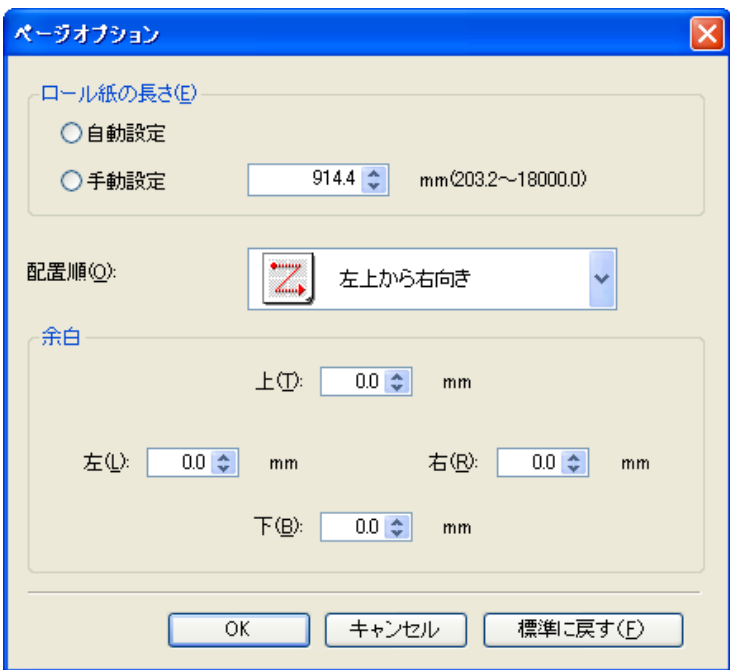 ページオプション
ロール紙の長さ(E)
自動設定
手動設定 914.4 mm(203.2～18000.0)
配置順(O): 左上から右向き
余白
上(T): 0.0 mm
左(L): 0.0 mm 右(R): 0.0 mm
下(B): 0.0 mm
OK キャンセル 標準に戻す(F)